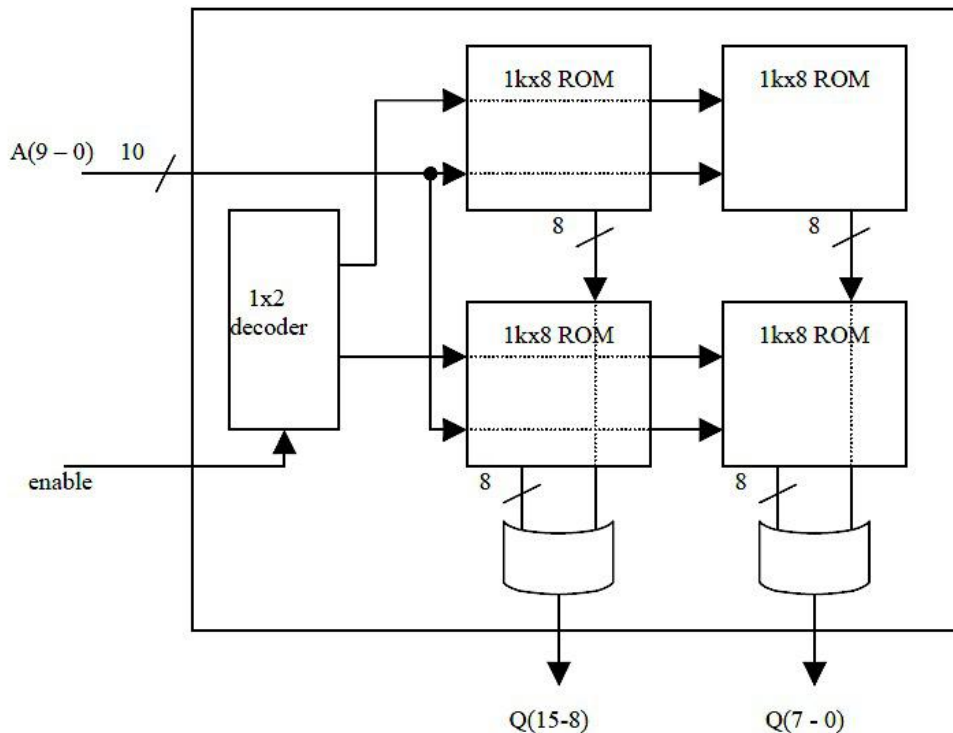 1kx8 ROM
1kx8 ROM
A(9 – 0)
10
8
8
1x2
decoder
1kx8 ROM
1kx8 ROM
enable
8
8
Q(15-8)
Q(7 - 0)